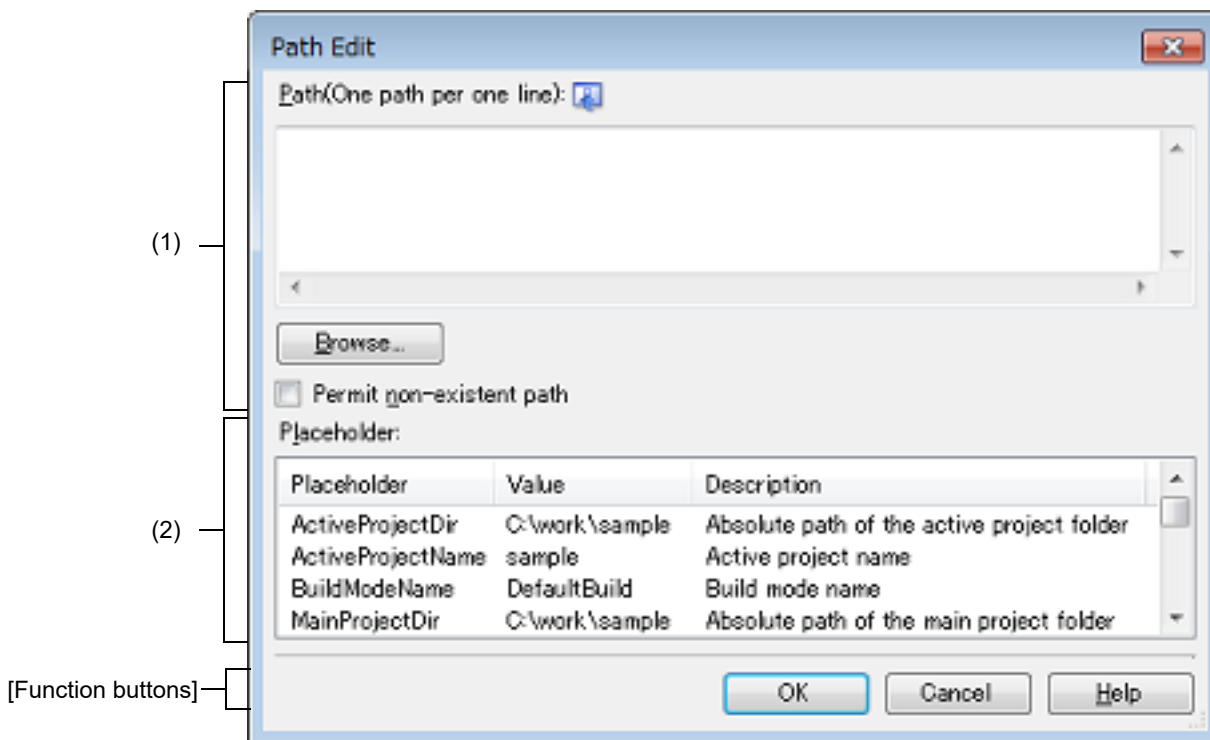 Path Edit
Path(One path per one line):
(1)
Browse...
Permit non-existent path
Placeholder:
Placeholder Value Description
ActiveProjectDir C:\work\sample Absolute path of the active project folder
(2)
ActiveProjectName sample Active project name
BuildModeName DefaultBuild Build mode name
MainProjectDir C:\work\sample Absolute path of the main project folder
[Function buttons]
OK Cancel Help